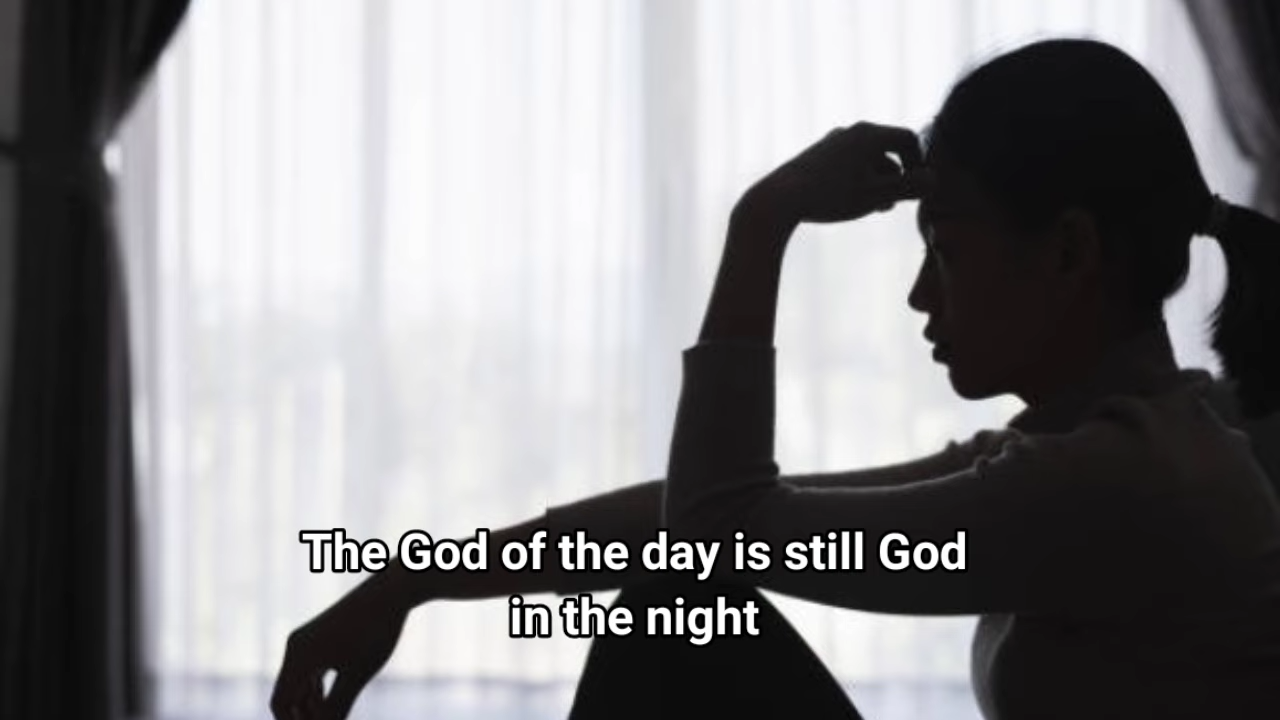 The God of the day is still God
in the night